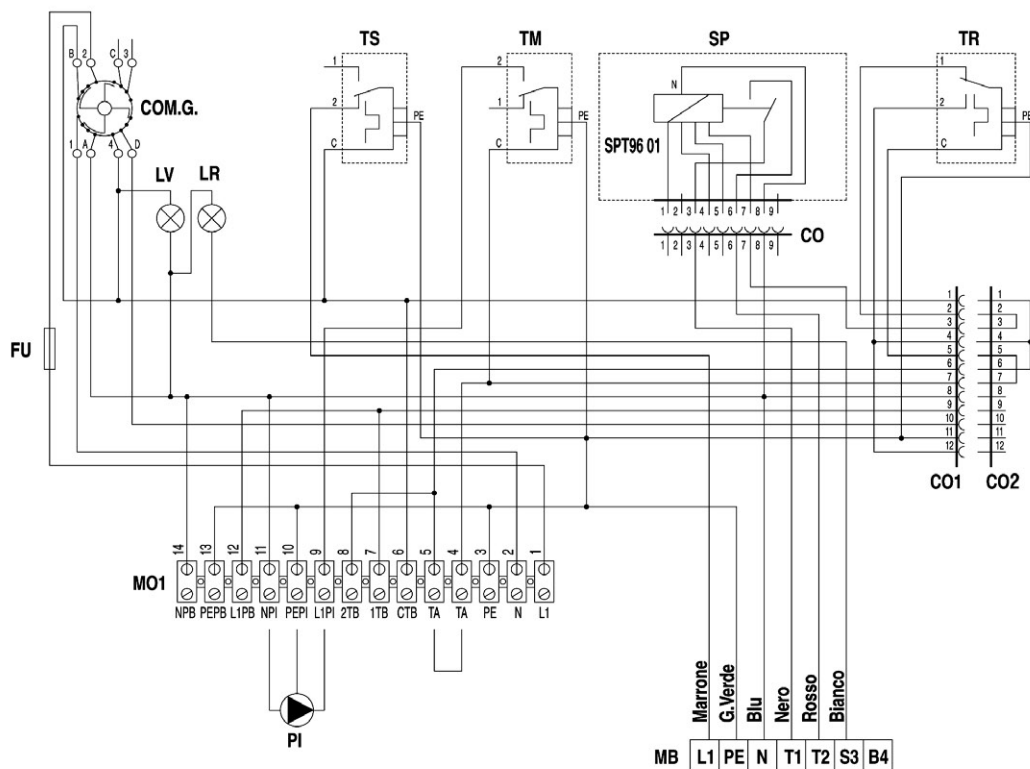 TS
TM
SP
TR
B 2 C 3
COM.G.
1 A 4 D
LV LR
FU
1
2
C
PE
2
1
C
PE
N
SPT96 01
1 2 3 4 5 6 7 8 9
CO
1 2 3 4 5 6 7 8 9
1
2
C
PE
1 1
2 2
3 3
4 4
5 5
6 6
7 7
8 8
9 9
10 10
11 11
12 12
CO1 CO2
14 13 12 11 10 9 8 7 6 5 4 3 2 1
MO1
NPB PEPB L1PB NPI PEPI L1PI 2TB 1TB CTB TA TA PE N L1
PI
Marrone
G.Verde
Blu
Nero
Rosso
Bianco
MB L1 PE N T1 T2 S3 B4